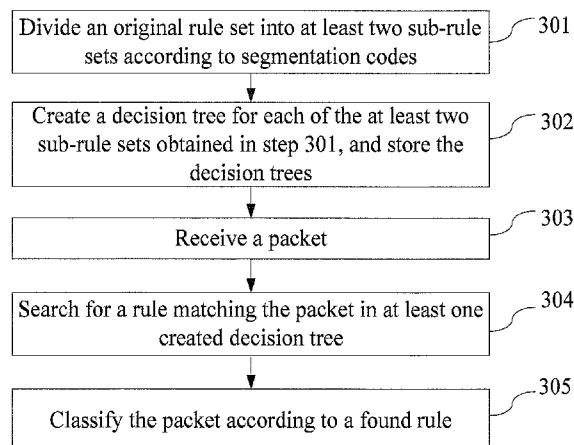 Divide an original rule set into at least two sub-rule
sets according to segmentation codes
301
Create a decision tree for each of the at least two
sub-rule sets obtained in step 301, and store the
decision trees
302
Receive a packet
303
Search for a rule matching the packet in at least one
created decision tree
304
Classify the packet according to a found rule
305